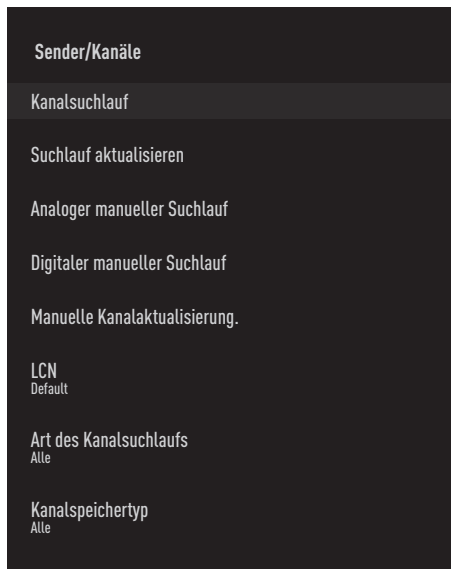 Sender/Kanäle
Kanalsuchlauf
Suchlauf aktualisieren
Analoger manueller Suchlauf
Digitaler manueller Suchlauf
Manuelle Kanalaktualisierung.
LCN
Default
Art des Kanalsuchlaufs
Alle
Kanalspeichertyp
Alle